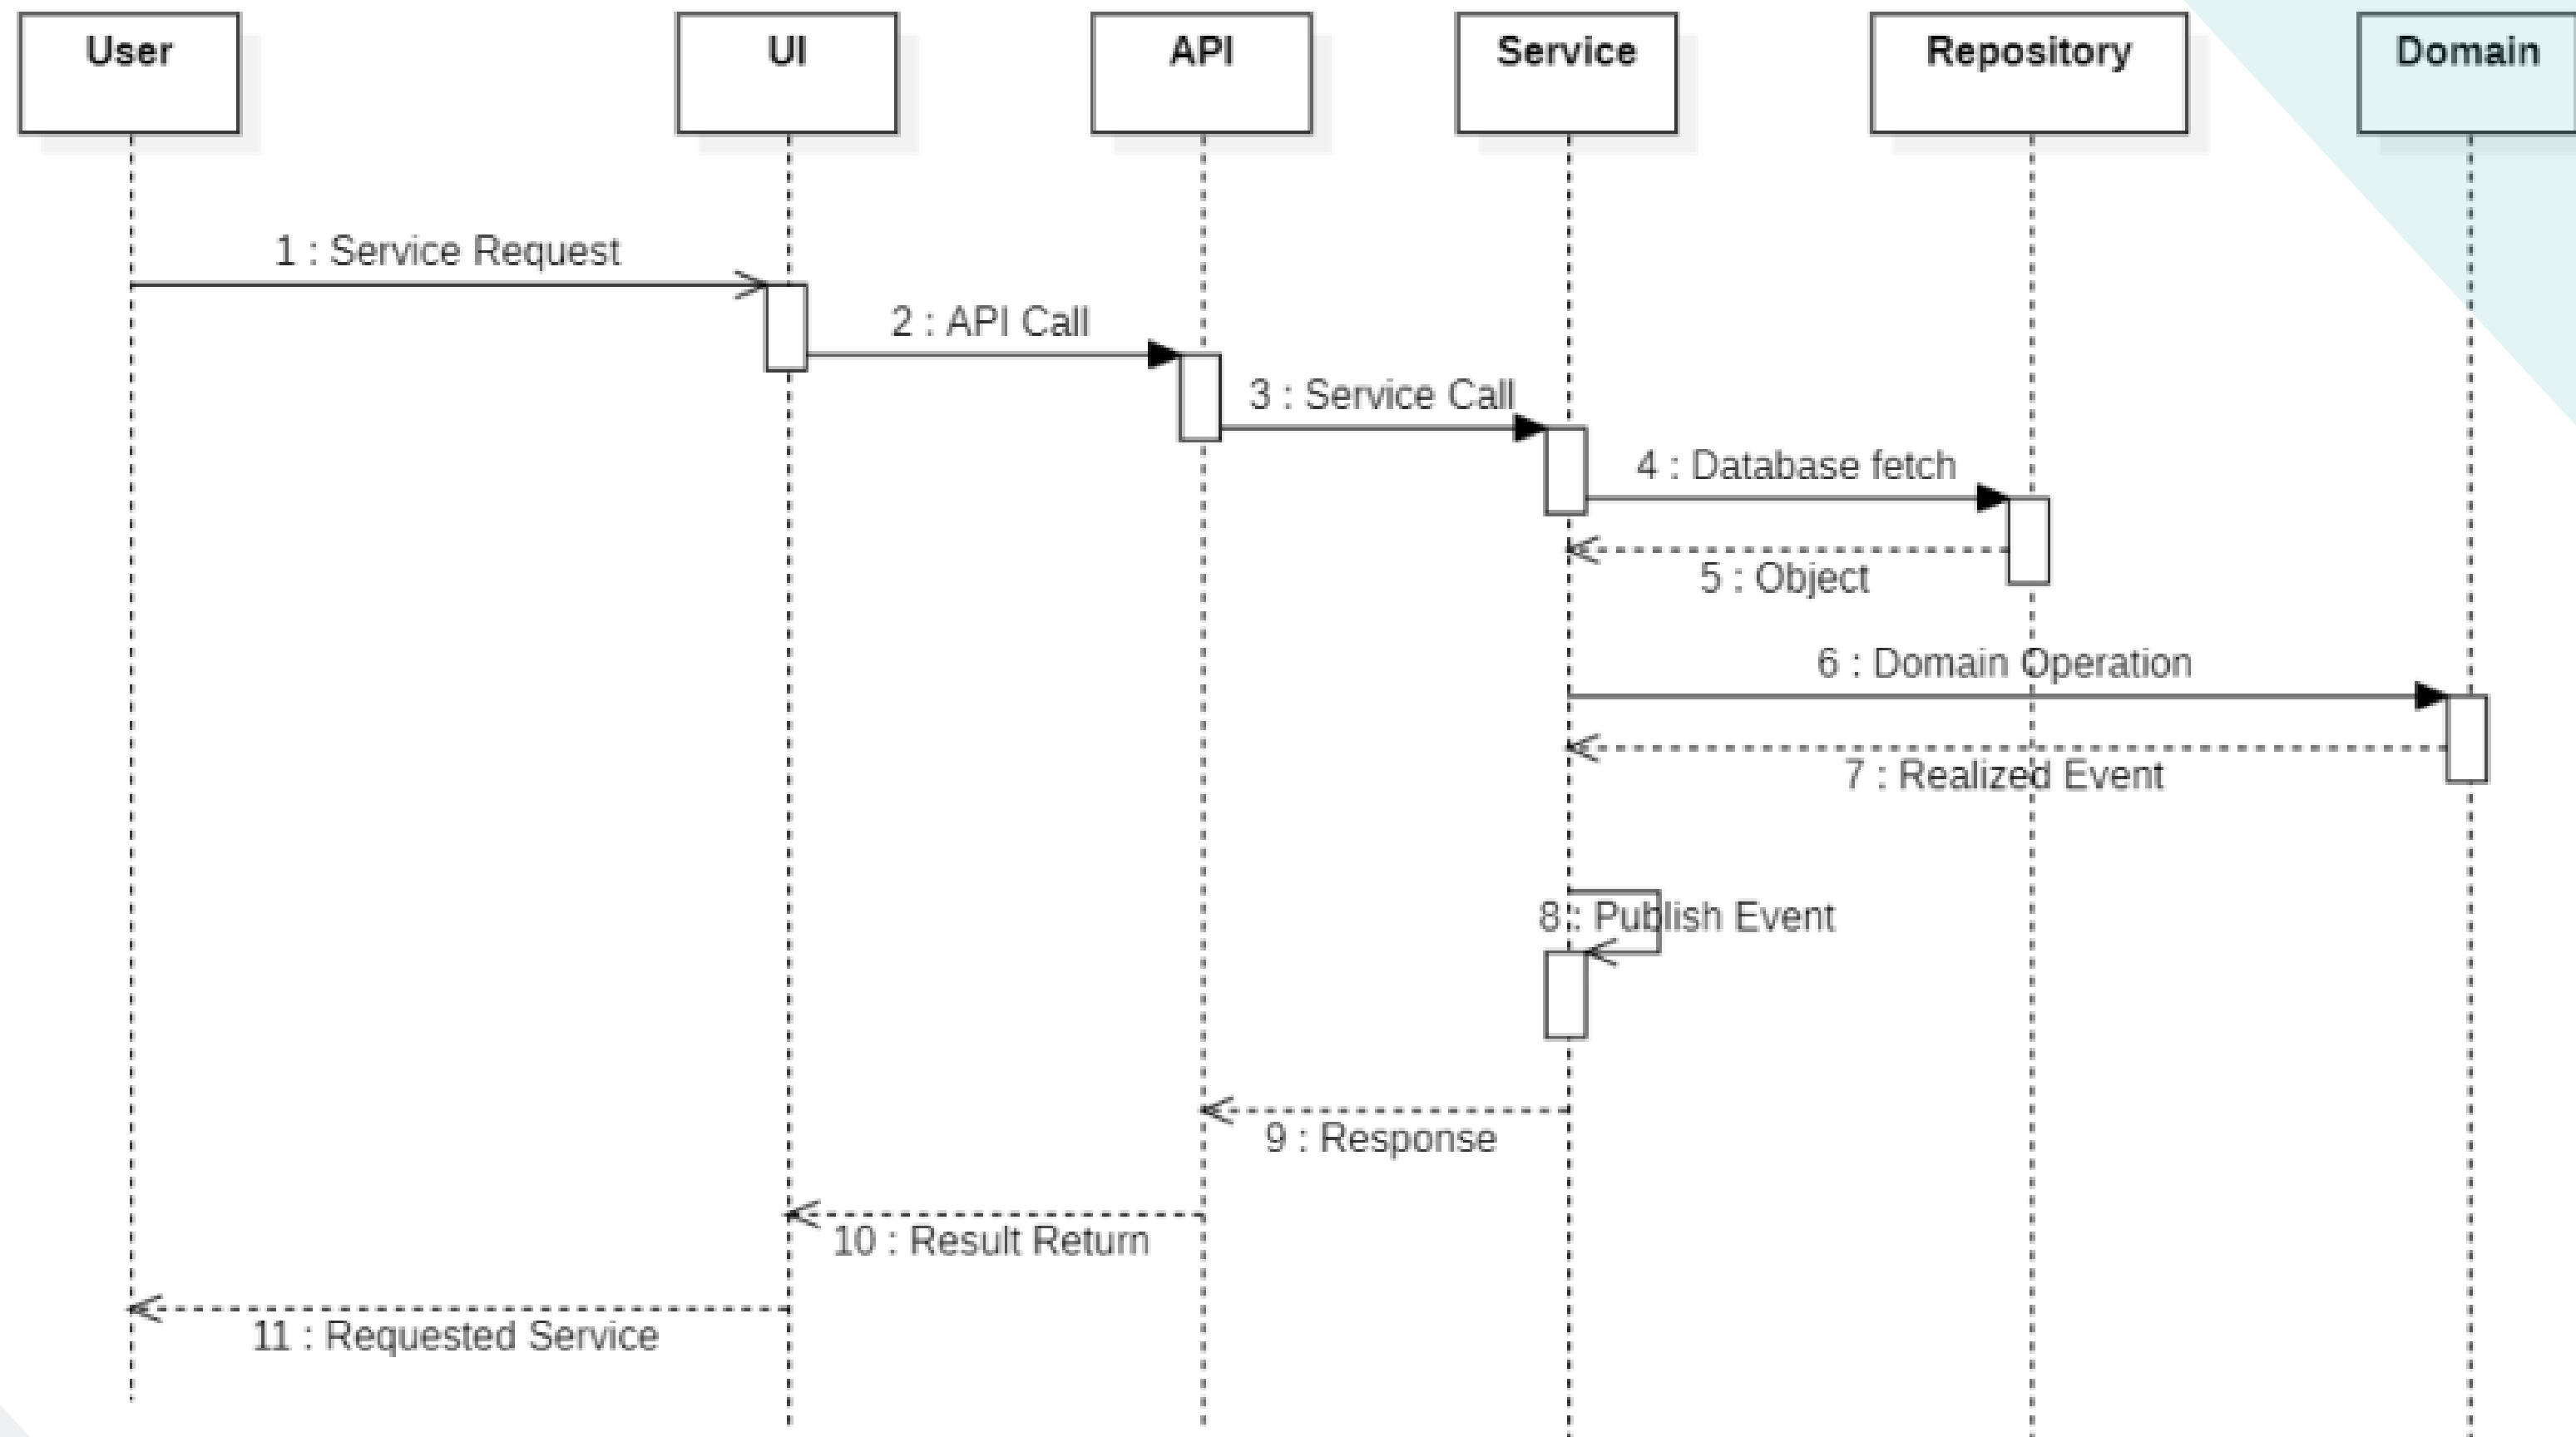 User
UI
API
Service
Repository
Domain
1 : Service Request
2 : API Call
3 : Service Call
4 : Database fetch
5 : Object
6 : Domain Operation
7 : Realized Event
8 : Publish Event
9 : Response
10 : Result Return
11 : Requested Service